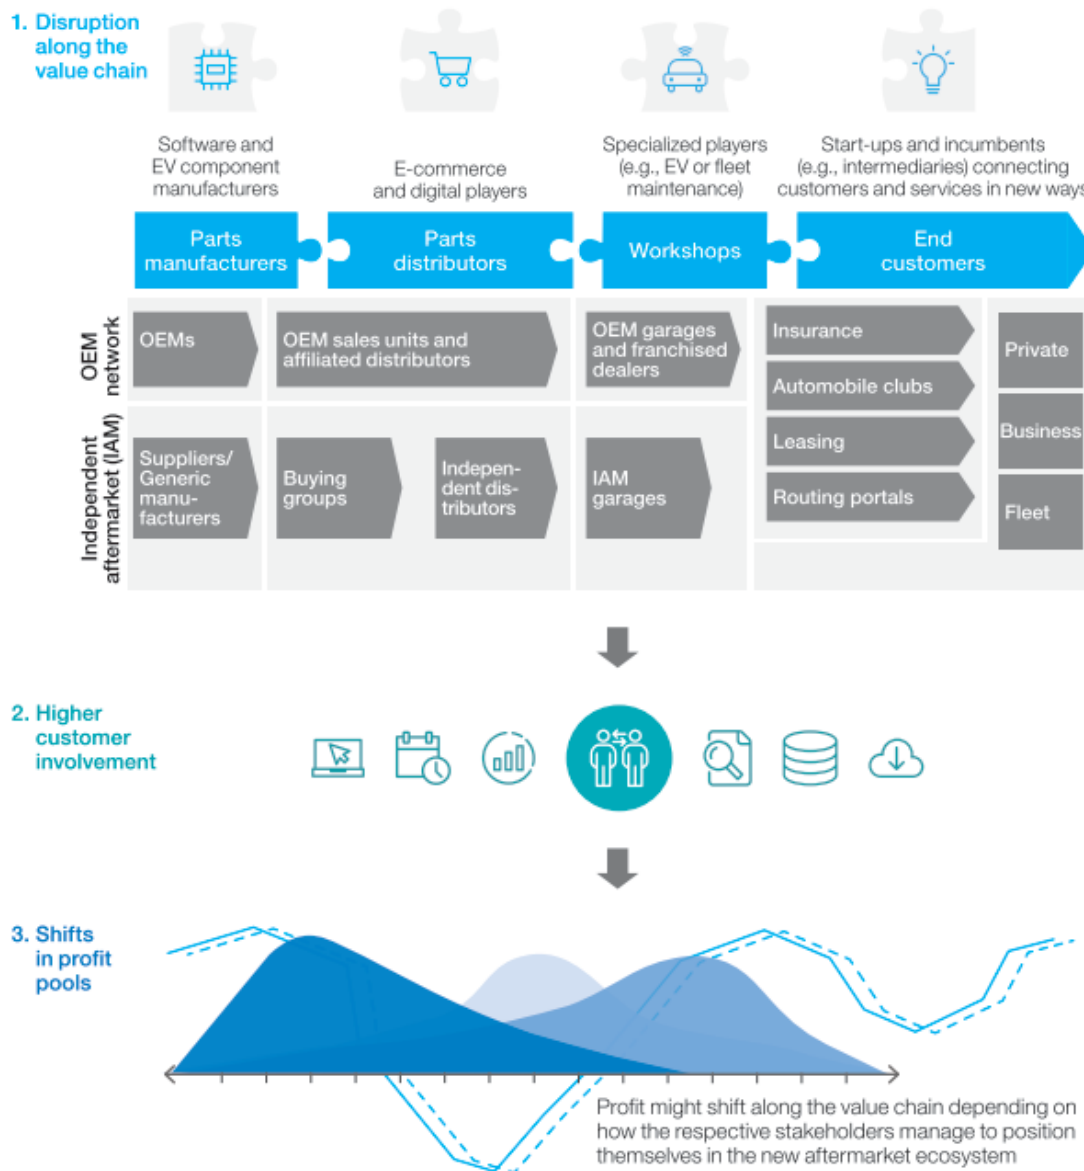 1. Disruption
along the
value chain
Software and
EV component
manufacturers
E-commerce
and digital players
Specialized players
(e.g., EV or fleet
maintenance)
Start-ups and incumbents
(e.g., intermediaries) connecting
customers and services in new ways
Parts
manufacturers
Parts
distributors
Workshops
End
customers
OEM
network
OEMs
OEM sales units and
affiliated distributors
OEM garages
and franchised
dealers
Insurance
Automobile clubs
Leasing
Routing portals
Private
Business
Fleet
Independent
aftermarket (IAM)
Suppliers/
Generic
manu-
facturers
Buying
groups
Indepen-
dent dis-
tributors
IAM
garages
2. Higher
customer
involvement
3. Shifts
in profit
pools
Profit might shift along the value chain depending on
how the respective stakeholders manage to position
themselves in the new aftermarket ecosystem